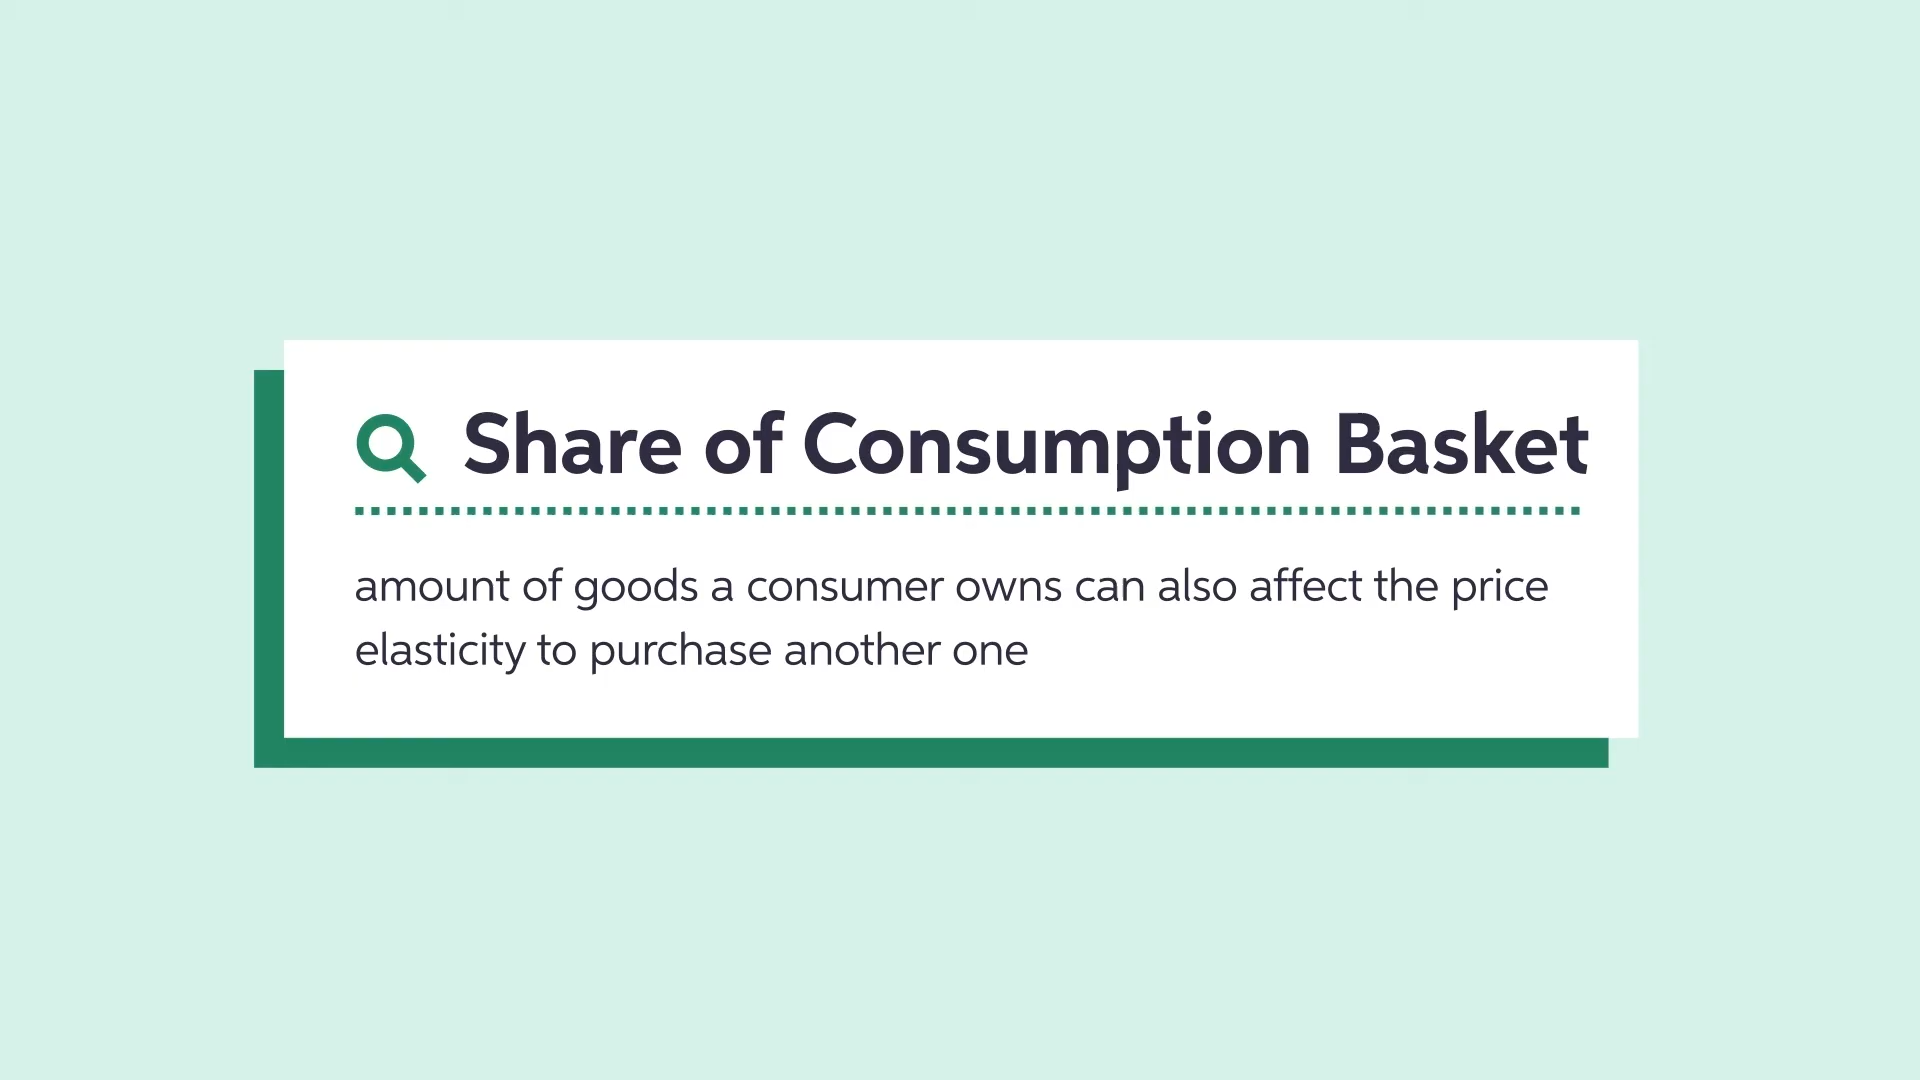 Share of Consumption Basket
amount of goods a consumer owns can also affect the price
elasticity to purchase another one